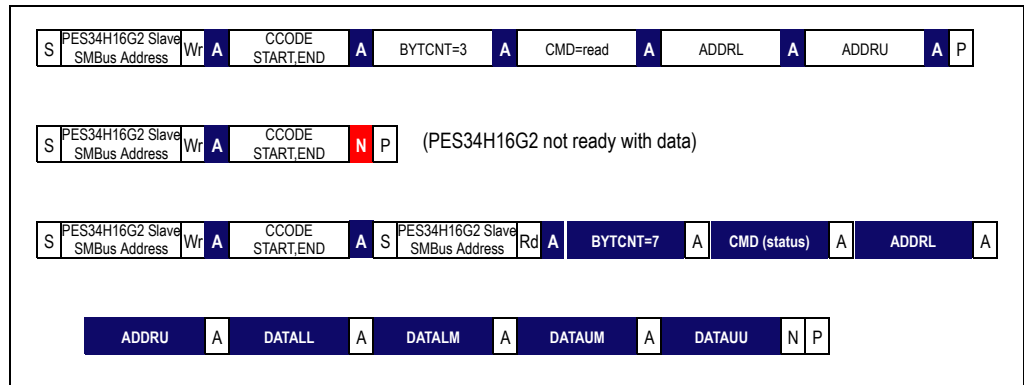 S PES34H16G2 Slave SMBus Address Wr A CCODE START,END A BYTCNT=3 A CMD=read A ADDRL A ADDRU A P
S PES34H16G2 Slave SMBus Address Wr A CCODE START,END N P (PES34H16G2 not ready with data)
S PES34H16G2 Slave SMBus Address Wr A CCODE START,END A S PES34H16G2 Slave SMBus Address Rd A BYTCNT=7 A CMD (status) A ADDRL A
ADDRU A DATALL A DATALM A DATAUM A DATAUU N P